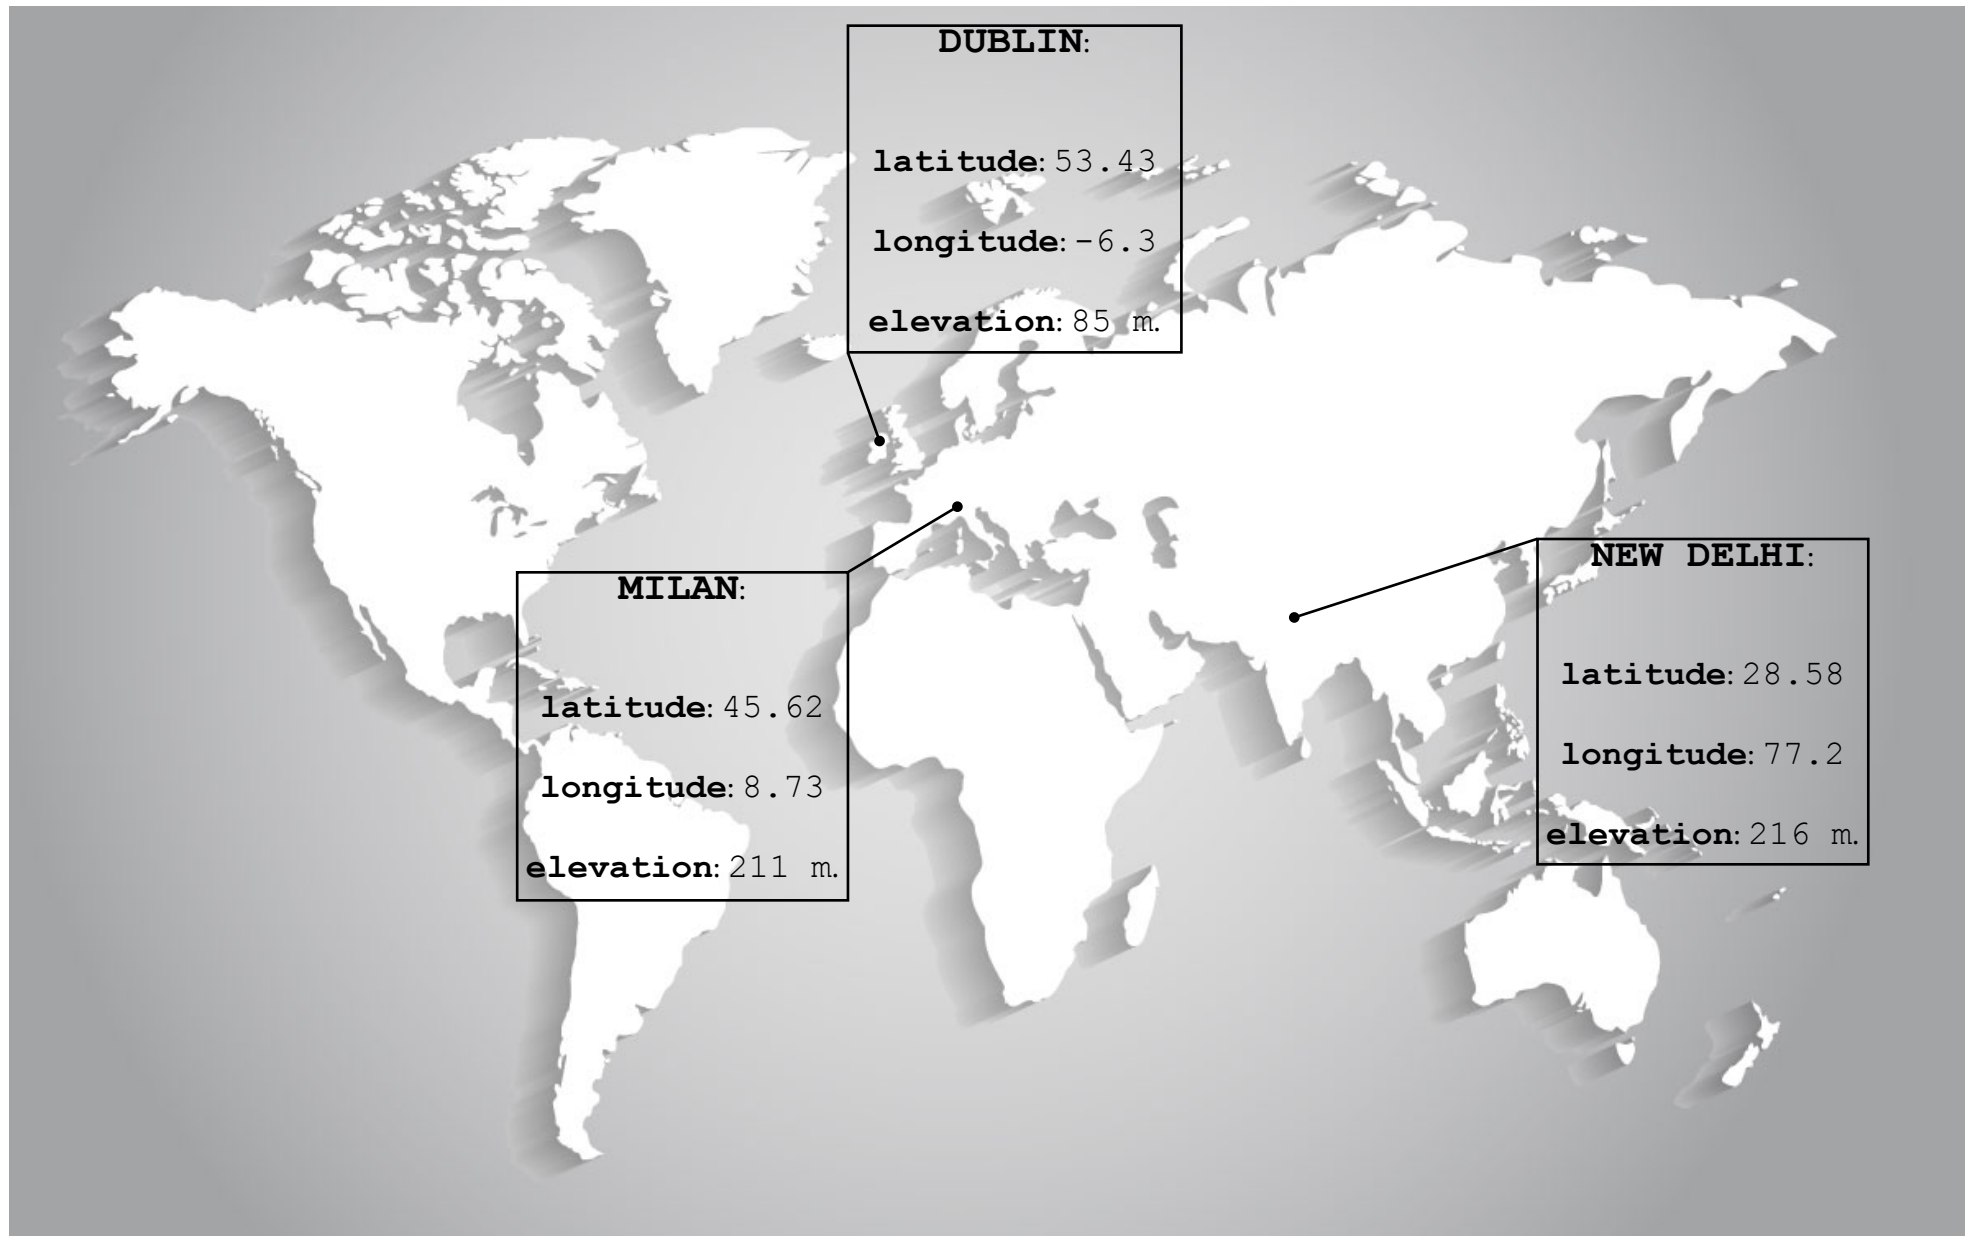 DUBLIN:
latitude: 53.43
longitude: -6.3
elevation: 85 m.
MILAN:
latitude: 45.62
longitude: 8.73
elevation: 211 m.
NEW DELHI:
latitude: 28.58
longitude: 77.2
elevation: 216 m.